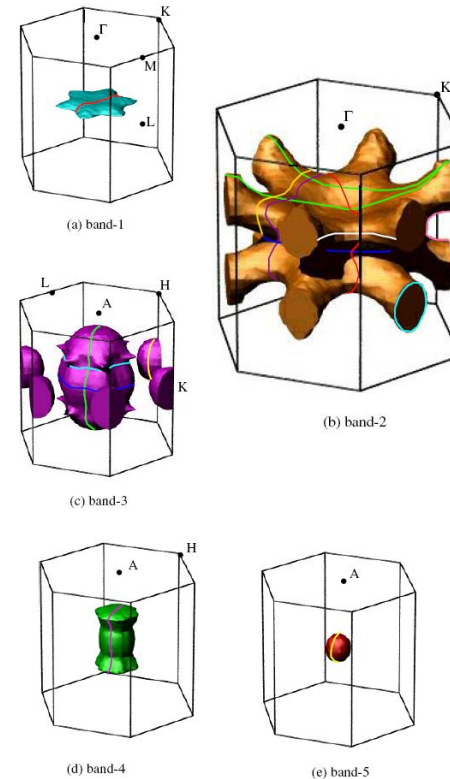 K
Γ
M
L
(a) band-1
K
Γ
(b) band-2
L
A
H
K
(c) band-3
H
A
(d) band-4
A
(e) band-5